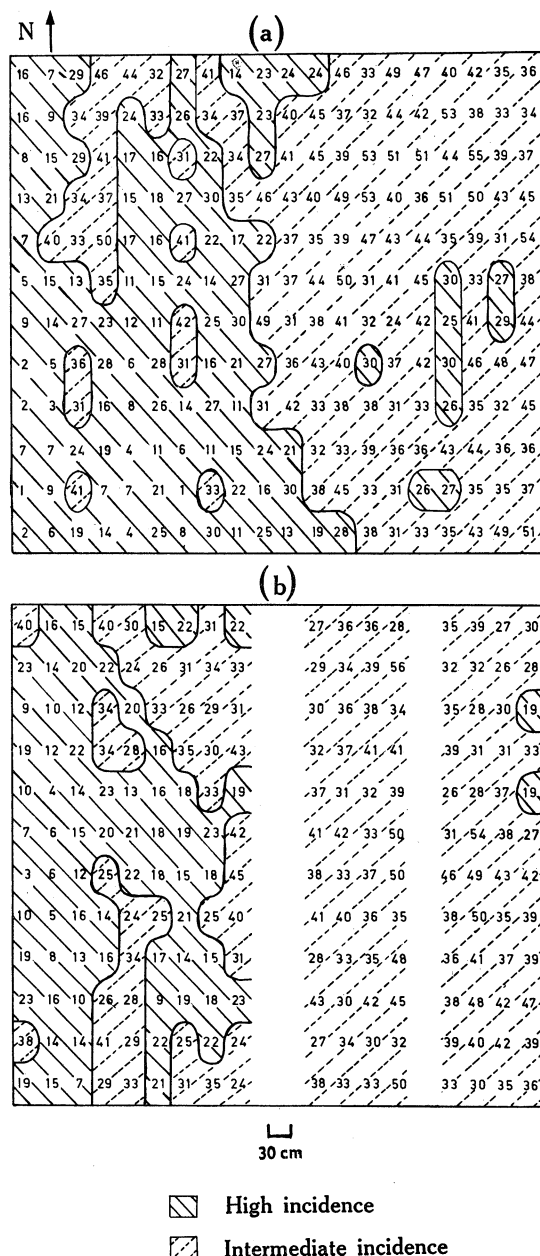 N (a)
16 7 29 46 44 32 27 41 14 23 24 24 46 33 49 47 40 42 35 36
16 9 34 39 24 33 26 34 37 23 40 45 37 32 44 42 53 38 33 34
8 15 29 41 17 16 31 22 34 27 41 45 39 53 51 51 44 55 39 37
13 21 34 37 15 18 27 30 35 46 43 40 49 53 40 36 51 40 43 45
7 40 33 50 17 16 41 22 17 22 37 35 39 47 43 44 35 39 31 54
5 15 13 35 11 15 24 14 27 31 37 44 50 31 41 45 30 33 27 38
9 14 27 23 12 11 42 25 30 49 31 38 41 32 24 42 25 41 29 44
2 5 36 28 6 28 31 16 21 27 36 43 40 30 37 42 30 46 48 47
2 3 31 16 8 26 14 27 11 31 42 33 38 38 31 33 26 35 32 45
7 7 24 19 4 11 6 11 15 24 21 32 33 39 36 36 43 44 36 36
1 9 41 7 7 21 1 33 22 16 30 38 45 33 31 26 27 35 35 37
2 6 19 14 4 25 8 30 11 25 13 19 28 38 31 33 35 43 49 51
(b)
40 16 15 40 30 15 22 31 22 27 36 36 28 35 39 27 30
23 14 20 22 24 26 31 34 33 29 34 39 56 32 32 26 28
9 10 12 34 20 33 26 29 31 30 36 38 34 35 28 30 19
19 12 22 34 28 16 35 30 43 32 37 41 41 39 31 31 33
10 4 14 23 13 16 18 33 19 37 31 32 39 26 28 37 19
7 6 15 20 21 18 19 23 42 41 42 33 50 31 54 38 27
3 6 12 25 22 18 15 18 45 38 33 37 50 46 49 43 42
10 5 16 14 24 25 21 25 40 41 40 36 35 38 50 35 39
19 8 13 16 34 17 14 15 31 28 33 35 48 36 41 37 39
23 16 10 26 28 9 19 18 23 43 30 42 45 38 48 42 47
38 14 14 41 29 22 25 22 24 27 34 30 32 39 40 42 39
19 15 7 29 33 21 31 35 24 38 33 33 50 33 30 35 36
30 cm
High incidence
Intermediate incidence